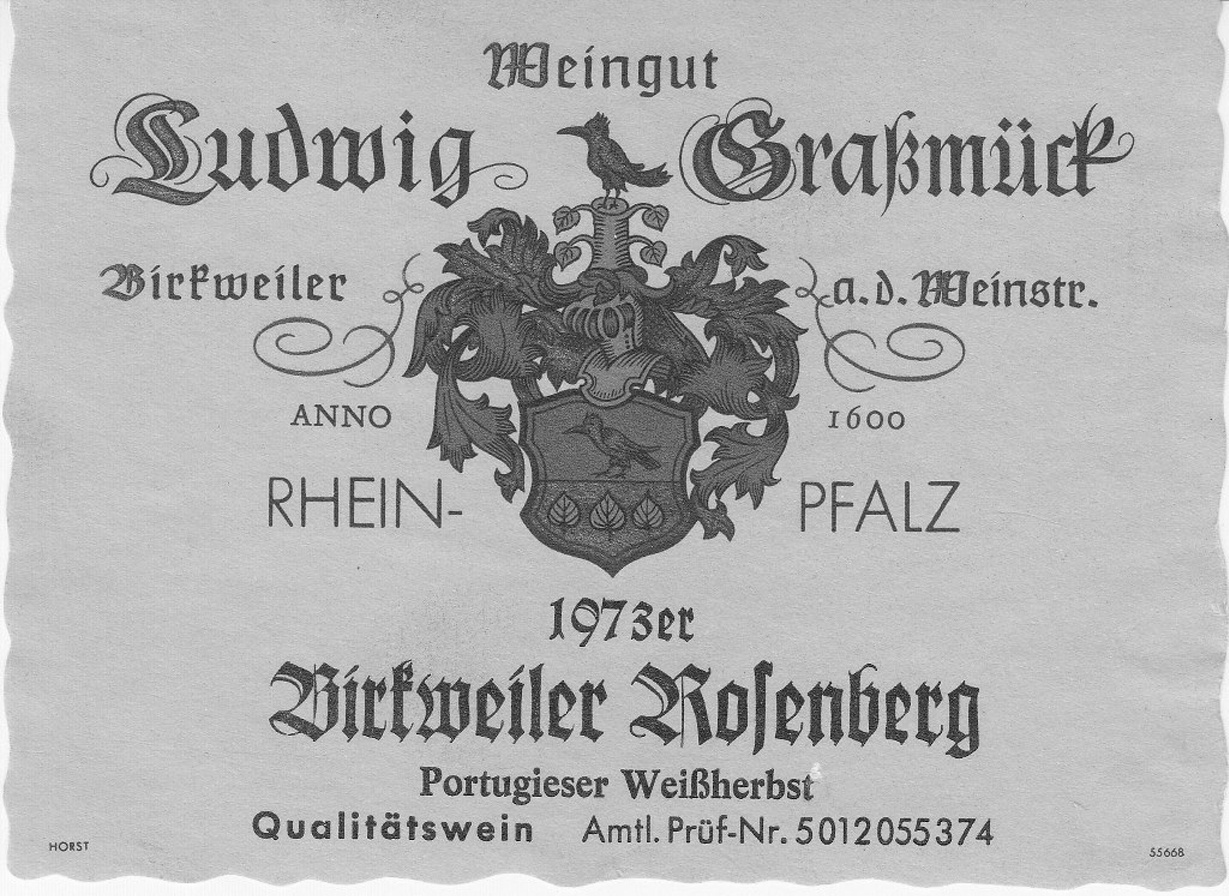 Weingut
Ludwig Graßmück
Birkweiler a.d. Weinstr.
ANNO 1600
RHEIN- PFALZ
1973er
Birkweiler Roſenberg
Portugieser Weißherbst
Qualitätswein Amtl. Prüf-Nr. 5012055374
HORST 55668